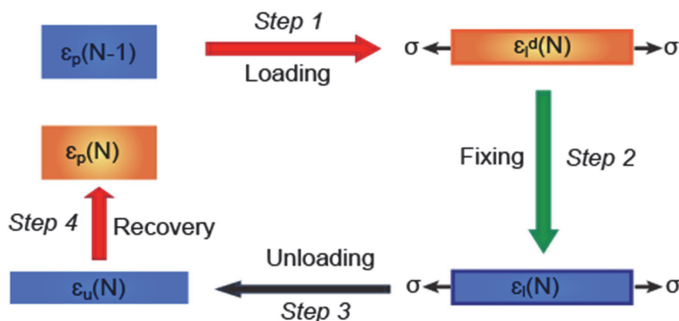 Step 1
εp(N-1)
Loading
σ
εld(N)
σ
εp(N)
Fixing
Step 2
Step 4
Recovery
Unloading
εu(N)
Step 3
σ
εl(N)
σ